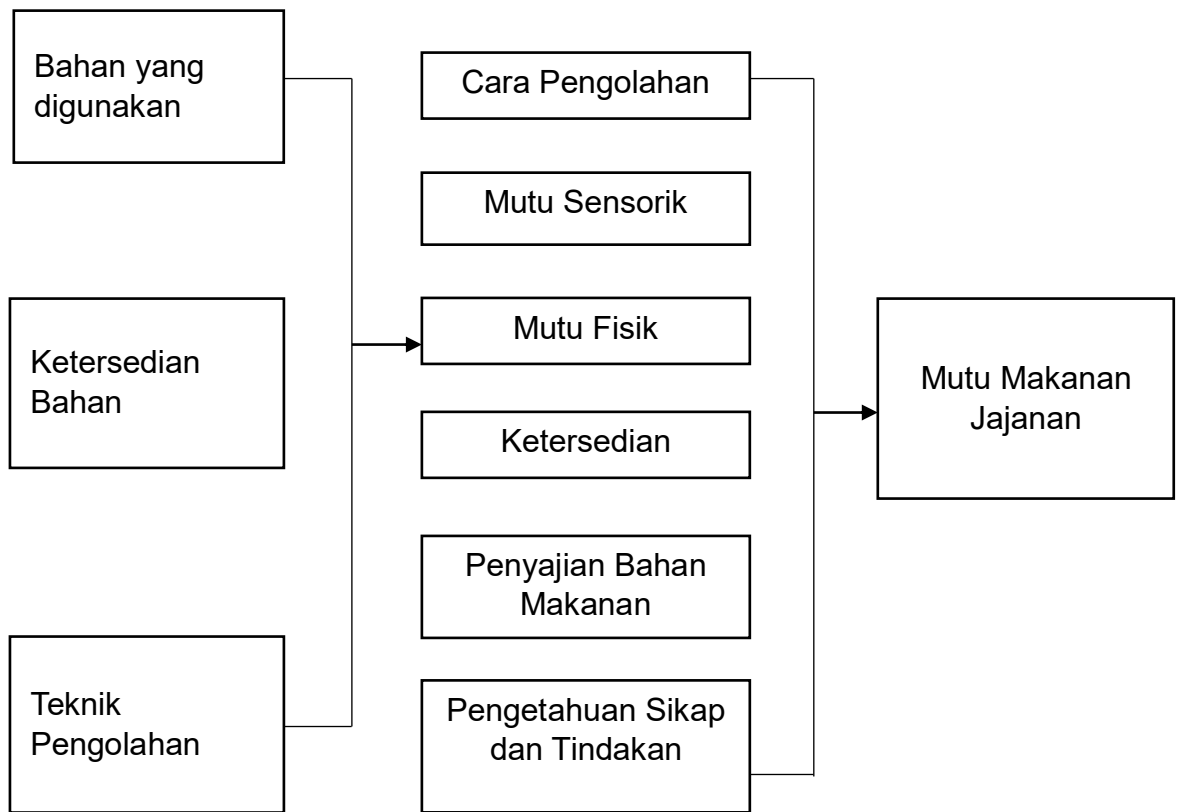 Bahan yang
digunakan
Ketersedian
Bahan
Teknik
Pengolahan
Cara Pengolahan
Mutu Sensorik
Mutu Fisik
Ketersedian
Penyajian Bahan
Makanan
Pengetahuan Sikap
dan Tindakan
Mutu Makanan
Jajanan